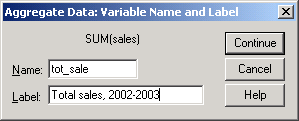 Aggregate Data: Variable Name and Label
SUM(sales)
Continue
Name: tot_sale
Cancel
Label: Total sales, 2002-2003
Help